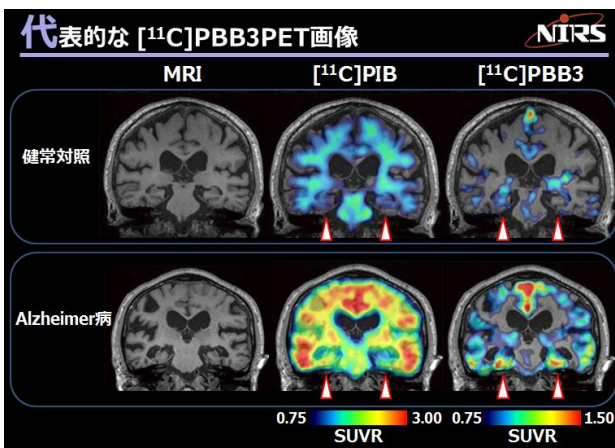 代表的な [¹¹C]PBB3PET画像
NIRS
MRI
[¹¹C]PIB
[¹¹C]PBB3
健常対照
Alzheimer病
0.75
3.00
0.75
1.50
SUVR
SUVR